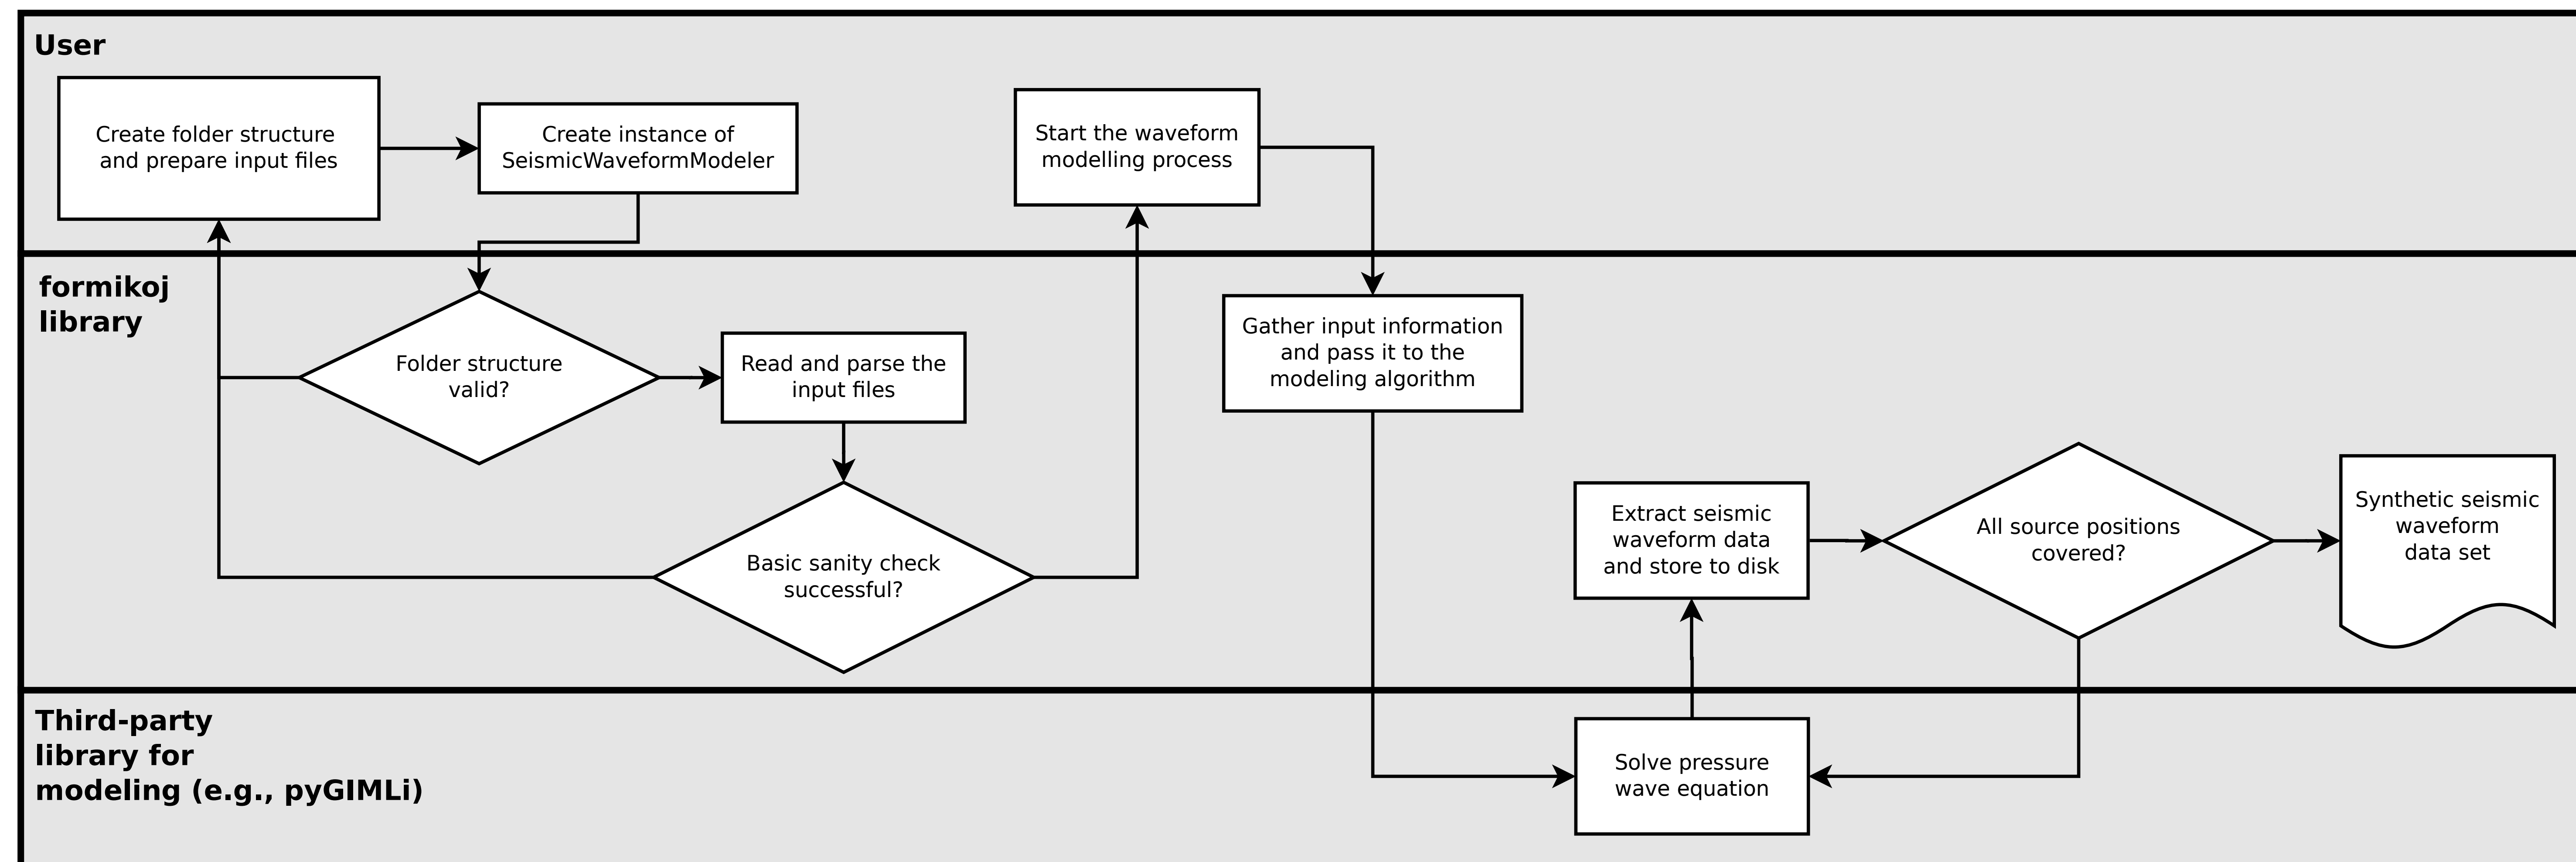 User
Create folder structure
and prepare input files
Create instance of
SeismicWaveformModeler
Start the waveform
modelling process
formikoj
library
Folder structure
valid?
Read and parse the
input files
Basic sanity check
successful?
Gather input information
and pass it to the
modeling algorithm
Extract seismic
waveform data
and store to disk
All source positions
covered?
Synthetic seismic
waveform
data set
Third-party
library for
modeling (e.g., pyGIMLi)
Solve pressure
wave equation